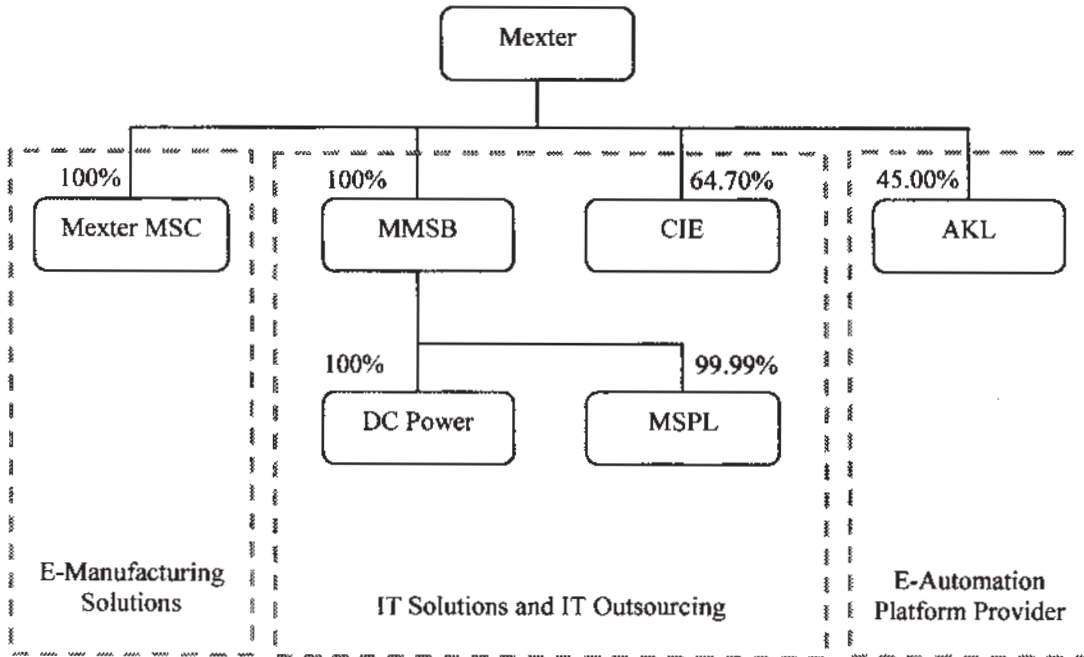 Mexter
100%
100%
64.70%
45.00%
Mexter MSC
MMSB
CIE
AKL
100%
99.99%
DC Power
MSPL
E-Manufacturing
Solutions
IT Solutions and IT Outsourcing
E-Automation
Platform Provider